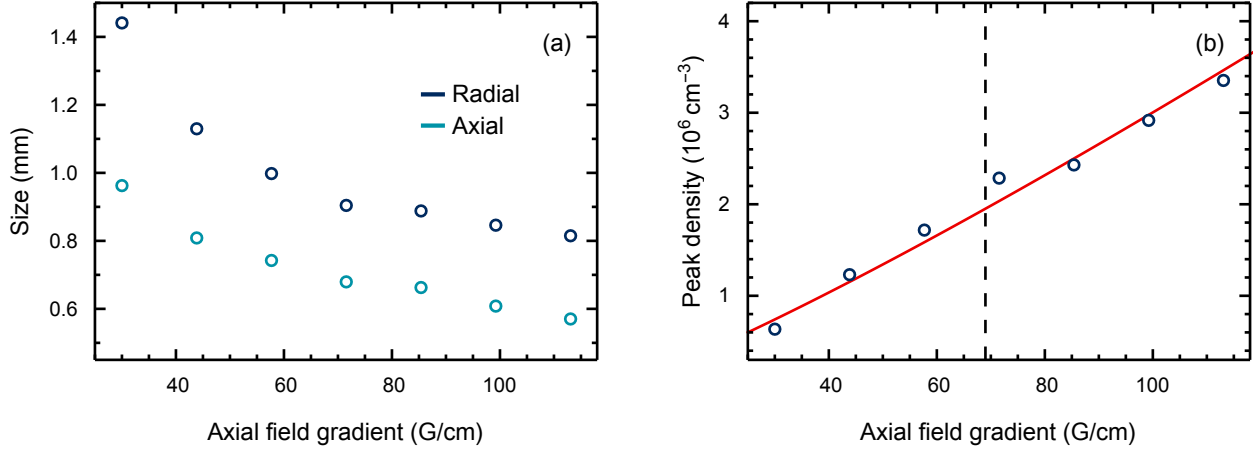 (a)
1.4
1.2
1.0
0.8
0.6
Size (mm)
Radial
Axial
40
60
80
100
Axial field gradient (G/cm)
(b)
4
3
2
1
Peak density (10⁶ cm⁻³)
40
60
80
100
Axial field gradient (G/cm)